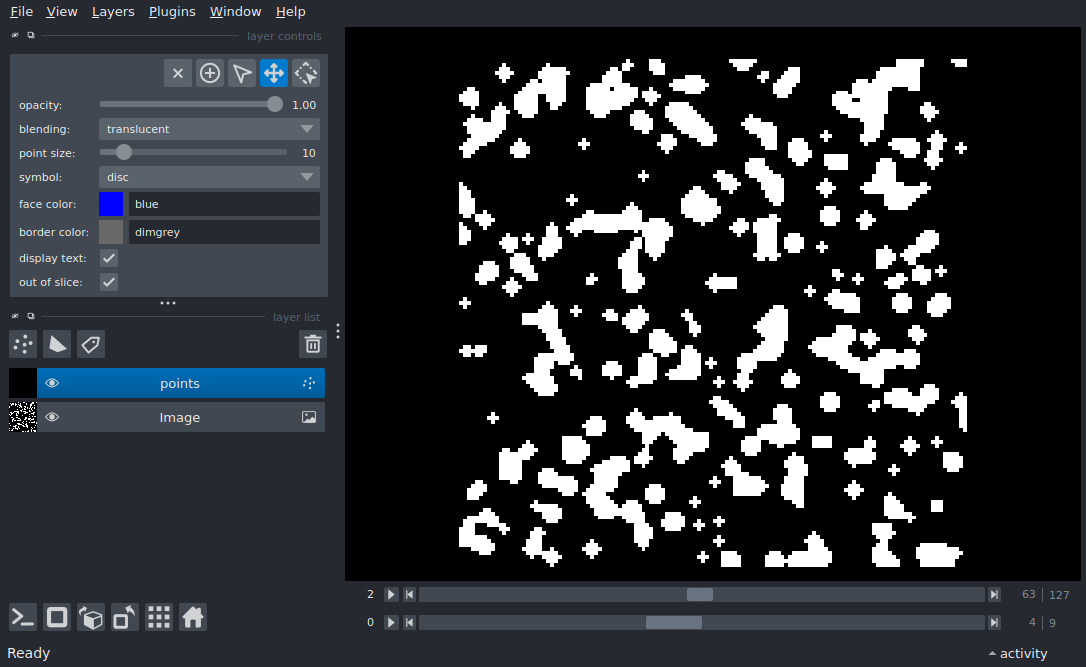 File View Layers Plugins Window Help
layer controls
opacity: 1.00
blending: translucent
point size: 10
symbol: disc
face color: blue
border color: dimgrey
display text:
out of slice:
layer list
points
Image
2 63 127
0 4 9
Ready activity